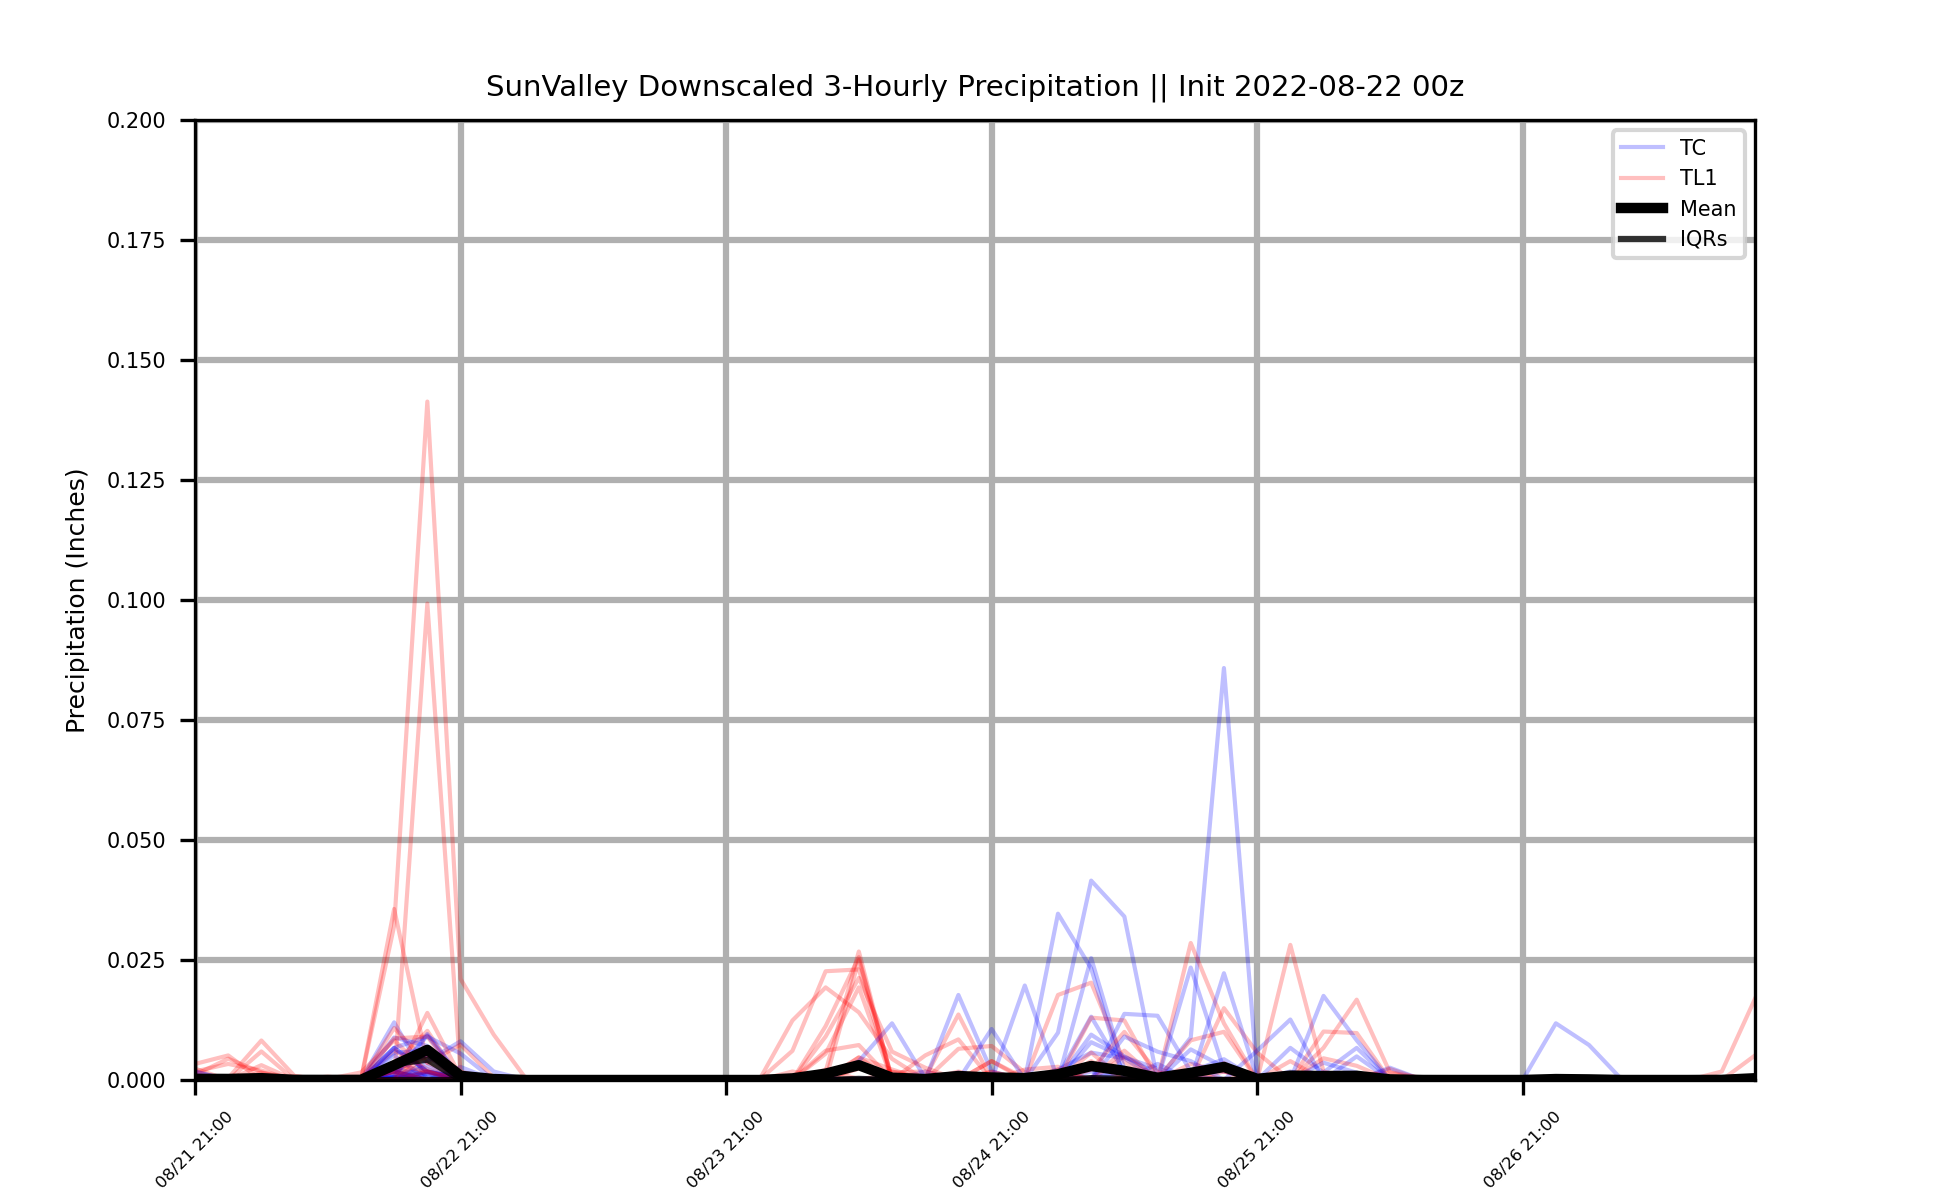 SunValley Downscaled 3-Hourly Precipitation || Init 2022-08-22 00z
Precipitation (Inches)
0.200
0.175
0.150
0.125
0.100
0.075
0.050
0.025
0.000
TC
TL1
Mean
IQRs
08/21 21:00
08/22 21:00
08/23 21:00
08/24 21:00
08/25 21:00
08/26 21:00